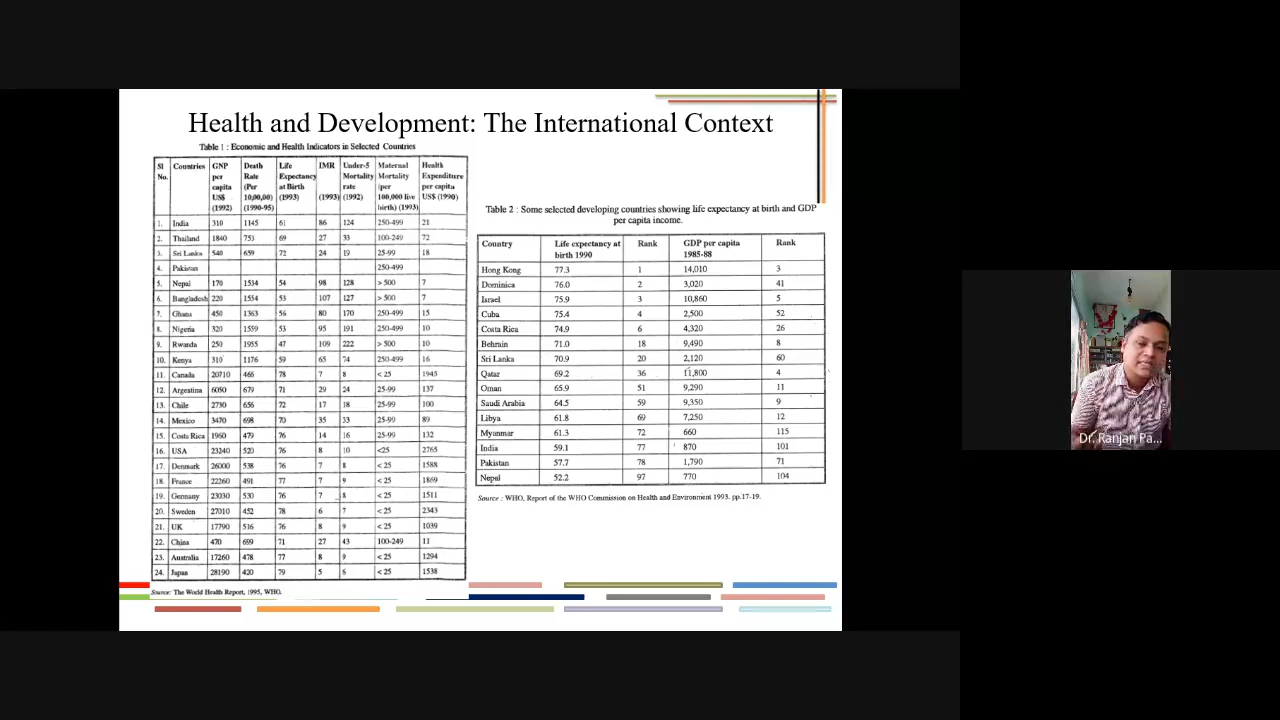 Health and Development: The International Context
Table 1 : Economic and Health Indicators in Selected Countries
Sl No. Countries GNP per capita US$ (1992) Death Rate (Per 10,00,00) (1990-95) Life Expectancy at Birth (1993) IMR (1993) Under-5 Mortality rate (1992) Maternal Mortality (per 100,000 live birth) (1993) Health Expenditure per capita US$ (1990)
1. India 310 1145 61 86 124 250-499 21
2. Thailand 1840 753 69 27 33 100-249 72
3. Sri Lanka 540 659 72 24 19 25-99 18
4. Pakistan 250-499
5. Nepal 170 1534 54 98 128 > 500 7
6. Bangladesh 220 1554 53 107 127 > 500 7
7. Ghana 450 1363 56 80 170 250-499 15
8. Nigeria 320 1559 53 95 191 250-499 10
9. Rwanda 250 1955 47 109 222 > 500 10
10. Kenya 310 1176 59 65 74 250-499 16
11. Canada 20710 466 78 7 8 < 25 1945
12. Argentina 6050 679 71 29 24 25-99 137
13. Chile 2730 656 72 17 18 25-99 100
14. Mexico 3470 698 70 35 33 25-99 89
15. Costa Rica 1960 479 76 14 16 25-99 132
16. USA 23240 520 76 8 10 <25 2765
17. Denmark 26000 538 76 7 8 < 25 1588
18. France 22260 491 77 7 9 < 25 1869
19. Germany 23030 530 76 7 8 < 25 1511
20. Sweden 27010 452 78 6 7 < 25 2343
21. UK 17790 516 76 8 9 < 25 1039
22. China 470 699 71 27 43 100-249 11
23. Australia 17260 478 77 8 9 < 25 1294
24. Japan 28190 420 79 5 6 < 25 1538
Source: The World Health Report, 1995, WHO.
Table 2 : Some selected developing countries showing life expectancy at birth and GDP
per capita income.
Country Life expectancy at birth 1990 Rank GDP per capita 1985-88 Rank
Hong Kong 77.3 1 14,010 3
Dominica 76.0 2 3,020 41
Israel 75.9 3 10,860 5
Cuba 75.4 4 2,500 52
Costa Rica 74.9 6 4,320 26
Behrain 71.0 18 9,490 8
Sri Lanka 70.9 20 2,120 60
Qatar 69.2 36 11,800 4
Oman 65.9 51 9,290 11
Saudi Arabia 64.5 59 9,350 9
Libya 61.8 69 7,250 12
Myanmar 61.3 72 660 115
India 59.1 77 870 101
Pakistan 57.7 78 1,790 71
Nepal 52.2 97 770 104
Source : WHO, Report of the WHO Commission on Health and Environment 1993. pp.17-19.
Dr. Ranjan Pa...